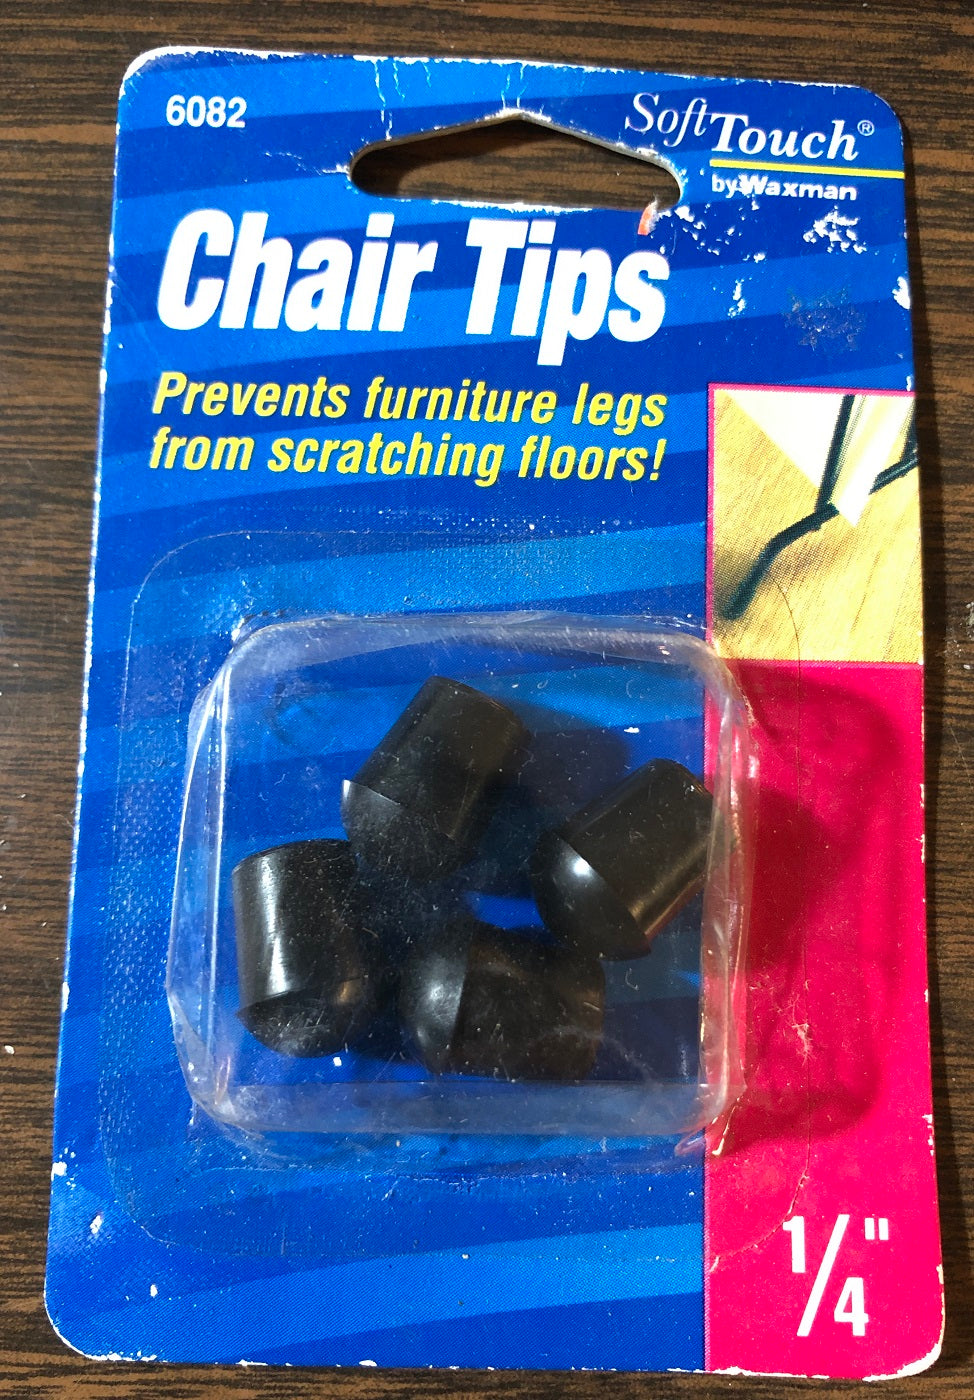 6082
SoftTouch®
by Waxman
Chair Tips
Prevents furniture legs
from scratching floors!
1/4"